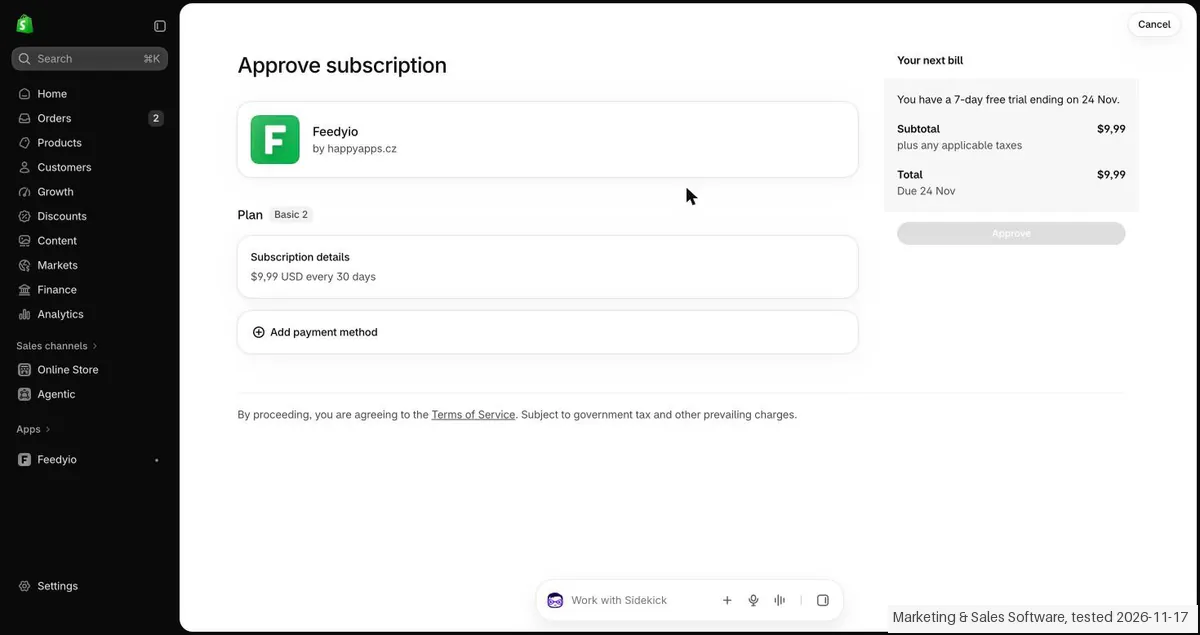 Search ⌘K
Home
Orders 2
Products
Customers
Growth
Discounts
Content
Markets
Finance
Analytics
Sales channels
Online Store
Agentic
Apps
Feedyio
Settings
Cancel
Approve subscription
F
Feedyio
by happyapps.cz
Plan Basic 2
Subscription details
$9,99 USD every 30 days
Add payment method
By proceeding, you are agreeing to the Terms of Service. Subject to government tax and other prevailing charges.
Your next bill
You have a 7-day free trial ending on 24 Nov.
Subtotal $9,99
plus any applicable taxes
Total $9,99
Due 24 Nov
Approve
Work with Sidekick
Marketing & Sales Software, tested 2026-11-17